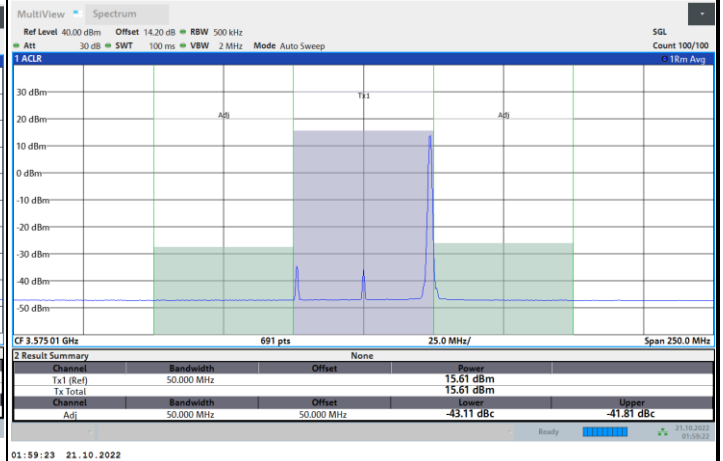 MultiView Spectrum
Ref Level 40.00 dBm Offset 14.20 dB RBW 500 kHz SGL
Att 30 dB SWT 100 ms VBW 2 MHz Mode Auto Sweep Count 100/100
1 ACLR 1Rm Avg
30 dBm
Tx1
20 dBm
Adj Adj
10 dBm
0 dBm
-10 dBm
-20 dBm
-30 dBm
-40 dBm
-50 dBm
CF 3.57501 GHz 691 pts 25.0 MHz/ Span 250.0 MHz
2 Result Summary None
Channel Bandwidth Offset Power
Tx1 (Ref) 50.000 MHz 15.61 dBm
Tx Total 15.61 dBm
Channel Bandwidth Offset Lower Upper
Adj 50.000 MHz 50.000 MHz -43.11 dBc -41.81 dBc
Ready 21.10.2022
01:59:22
01:59:23 21.10.2022